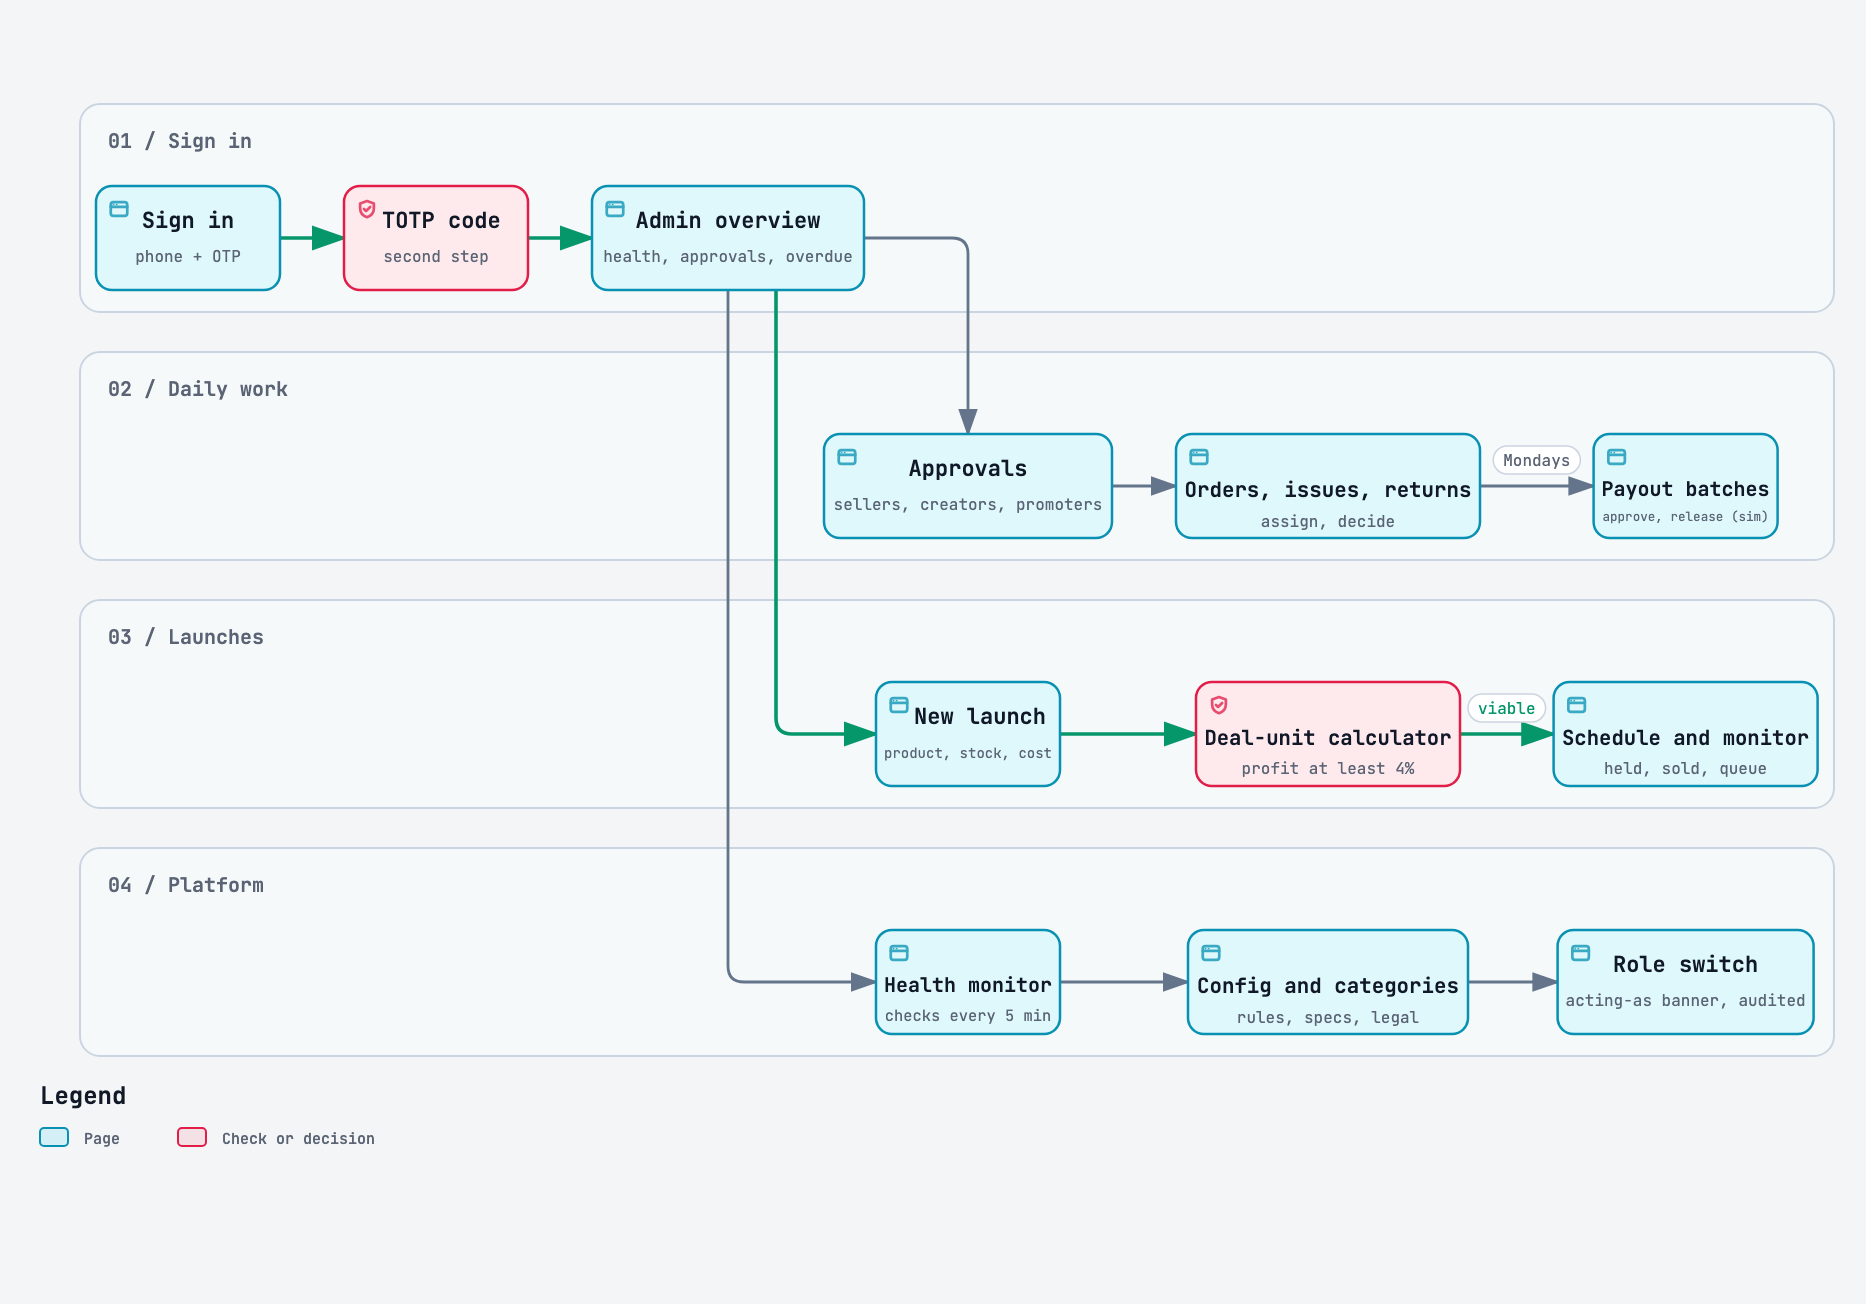 01 / Sign in
Sign in
phone + OTP
TOTP code
second step
Admin overview
health, approvals, overdue
02 / Daily work
Approvals
sellers, creators, promoters
Orders, issues, returns
assign, decide
Mondays
Payout batches
approve, release (sim)
03 / Launches
New launch
product, stock, cost
Deal-unit calculator
profit at least 4%
viable
Schedule and monitor
held, sold, queue
04 / Platform
Health monitor
checks every 5 min
Config and categories
rules, specs, legal
Role switch
acting-as banner, audited
Legend
Page
Check or decision